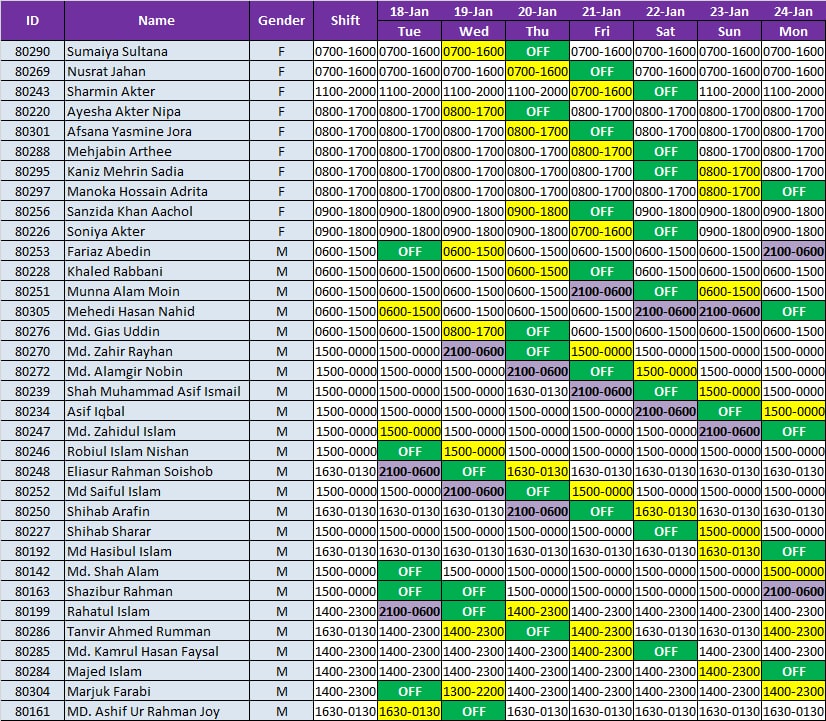 ID Name Gender Shift 18-Jan 19-Jan 20-Jan 21-Jan 22-Jan 23-Jan 24-Jan
Tue Wed Thu Fri Sat Sun Mon
80290 Sumaiya Sultana F 0700-1600 0700-1600 0700-1600 OFF 0700-1600 0700-1600 0700-1600 0700-1600
80269 Nusrat Jahan F 0700-1600 0700-1600 0700-1600 0700-1600 OFF 0700-1600 0700-1600 0700-1600
80243 Sharmin Akter F 1100-2000 1100-2000 1100-2000 1100-2000 0700-1600 OFF 1100-2000 1100-2000
80220 Ayesha Akter Nipa F 0800-1700 0800-1700 0800-1700 OFF 0800-1700 0800-1700 0800-1700 0800-1700
80301 Afsana Yasmine Jora F 0800-1700 0800-1700 0800-1700 0800-1700 OFF 0800-1700 0800-1700 0800-1700
80288 Mehjabin Arthee F 0800-1700 0800-1700 0800-1700 0800-1700 0800-1700 OFF 0800-1700 0800-1700
80295 Kaniz Mehrin Sadia F 0800-1700 0800-1700 0800-1700 0800-1700 0800-1700 OFF 0800-1700 0800-1700
80297 Manoka Hossain Adrita F 0800-1700 0800-1700 0800-1700 0800-1700 0800-1700 0800-1700 0800-1700 OFF
80256 Sanzida Khan Aachol F 0900-1800 0900-1800 0900-1800 0900-1800 OFF 0900-1800 0900-1800 0900-1800
80226 Soniya Akter F 0900-1800 0900-1800 0900-1800 0900-1800 0700-1600 OFF 0900-1800 0900-1800
80253 Fariaz Abedin M 0600-1500 OFF 0600-1500 0600-1500 0600-1500 0600-1500 0600-1500 2100-0600
80228 Khaled Rabbani M 0600-1500 0600-1500 0600-1500 0600-1500 OFF 0600-1500 0600-1500 0600-1500
80251 Munna Alam Moin M 0600-1500 0600-1500 0600-1500 0600-1500 2100-0600 OFF 0600-1500 0600-1500
80305 Mehedi Hasan Nahid M 0600-1500 0600-1500 0600-1500 0600-1500 0600-1500 2100-0600 2100-0600 OFF
80276 Md. Gias Uddin M 0600-1500 0600-1500 0800-1700 OFF 0600-1500 0600-1500 0600-1500 0600-1500
80270 Md. Zahir Rayhan M 1500-0000 1500-0000 2100-0600 OFF 1500-0000 1500-0000 1500-0000 1500-0000
80272 Md. Alamgir Nobin M 1500-0000 1500-0000 1500-0000 2100-0600 OFF 1500-0000 1500-0000 1500-0000
80239 Shah Muhammad Asif Ismail M 1500-0000 1500-0000 1500-0000 1630-0130 2100-0600 OFF 1500-0000 1500-0000
80234 Asif Iqbal M 1500-0000 1500-0000 1500-0000 1500-0000 1500-0000 2100-0600 OFF 1500-0000
80247 Md. Zahidul Islam M 1500-0000 1500-0000 1500-0000 1500-0000 1500-0000 1500-0000 2100-0600 OFF
80246 Robiul Islam Nishan M 1500-0000 OFF 1500-0000 1500-0000 1500-0000 1500-0000 1500-0000 1500-0000
80248 Eliasur Rahman Soishob M 1630-0130 2100-0600 OFF 1630-0130 1630-0130 1630-0130 1630-0130 1630-0130
80252 Md Saiful Islam M 1500-0000 1500-0000 2100-0600 OFF 1500-0000 1500-0000 1500-0000 1500-0000
80250 Shihab Arafin M 1630-0130 1630-0130 1630-0130 2100-0600 OFF 1630-0130 1630-0130 1630-0130
80227 Shihab Sharar M 1500-0000 1500-0000 1500-0000 1500-0000 1500-0000 OFF 1500-0000 1500-0000
80192 Md Hasibul Islam M 1630-0130 1630-0130 1630-0130 1630-0130 1630-0130 1630-0130 1630-0130 OFF
80142 Md. Shah Alam M 1500-0000 OFF 1500-0000 1500-0000 1500-0000 1500-0000 1500-0000 1500-0000
80163 Shazibur Rahman M 1500-0000 OFF OFF 1500-0000 1500-0000 1500-0000 1500-0000 2100-0600
80199 Rahatul Islam M 1400-2300 2100-0600 OFF 1400-2300 1400-2300 1400-2300 1400-2300 1400-2300
80286 Tanvir Ahmed Rumman M 1630-0130 1400-2300 1400-2300 OFF 1400-2300 1630-0130 1630-0130 1400-2300
80285 Md. Kamrul Hasan Faysal M 1400-2300 1400-2300 1400-2300 1400-2300 1400-2300 OFF 1400-2300 1400-2300
80284 Majed Islam M 1400-2300 1400-2300 1400-2300 1400-2300 1400-2300 1400-2300 1400-2300 OFF
80304 Marjuk Farabi M 1400-2300 OFF 1300-2200 1400-2300 1400-2300 1400-2300 1400-2300 1400-2300
80161 MD. Ashif Ur Rahman Joy M 1630-0130 1630-0130 OFF 1630-0130 1630-0130 1630-0130 1630-0130 1630-0130